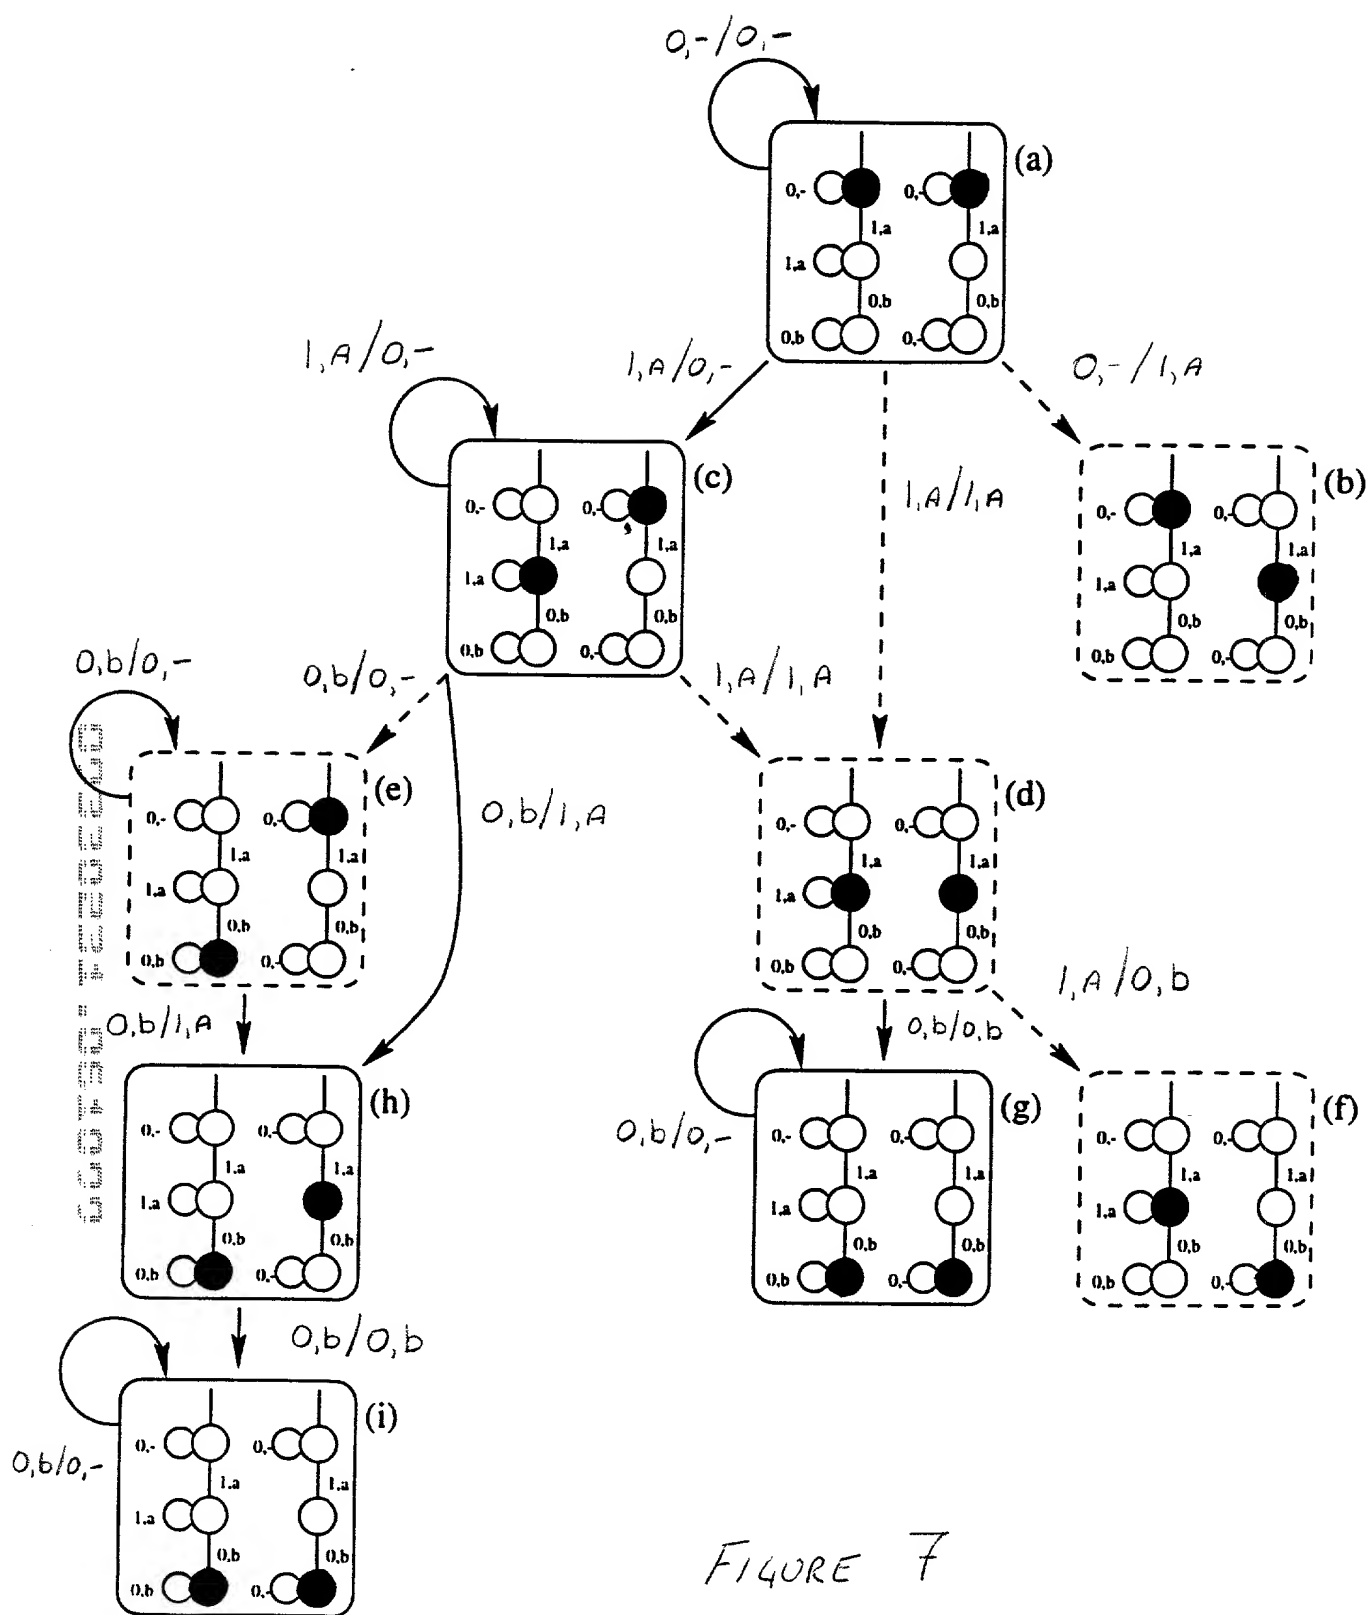 0,-/0,-
(a)
0,- 0,-
1,a 1,a
1,a
0,b 0,b
0,b 0,-
1,A/0,-
1,A/0,-
0,-/1,A
1,A/1,A
(c)
0,- 0,-
1,a 1,a
1,a
0,b 0,b
0,b 0,-
(b)
0,- 0,-
1,a 1,a
1,a
0,b 0,b
0,b 0,-
0,b/0,-
0,b/0,-
1,A/1,A
0,b/1,A
(e)
0,- 0,-
1,a 1,a
1,a
0,b 0,b
0,b 0,-
(d)
0,- 0,-
1,a 1,a
1,a
0,b 0,b
0,b 0,-
0,b/1,A
0,b/0,b
1,A/0,b
(h)
0,- 0,-
1,a 1,a
1,a
0,b 0,b
0,b 0,-
0,b/0,-
(g)
0,- 0,-
1,a 1,a
1,a
0,b 0,b
0,b 0,-
(f)
0,- 0,-
1,a 1,a
1,a
0,b 0,b
0,b 0,-
0,b/0,b
0,b/0,-
(i)
0,- 0,-
1,a 1,a
1,a
0,b 0,b
0,b 0,-
FIGURE 7